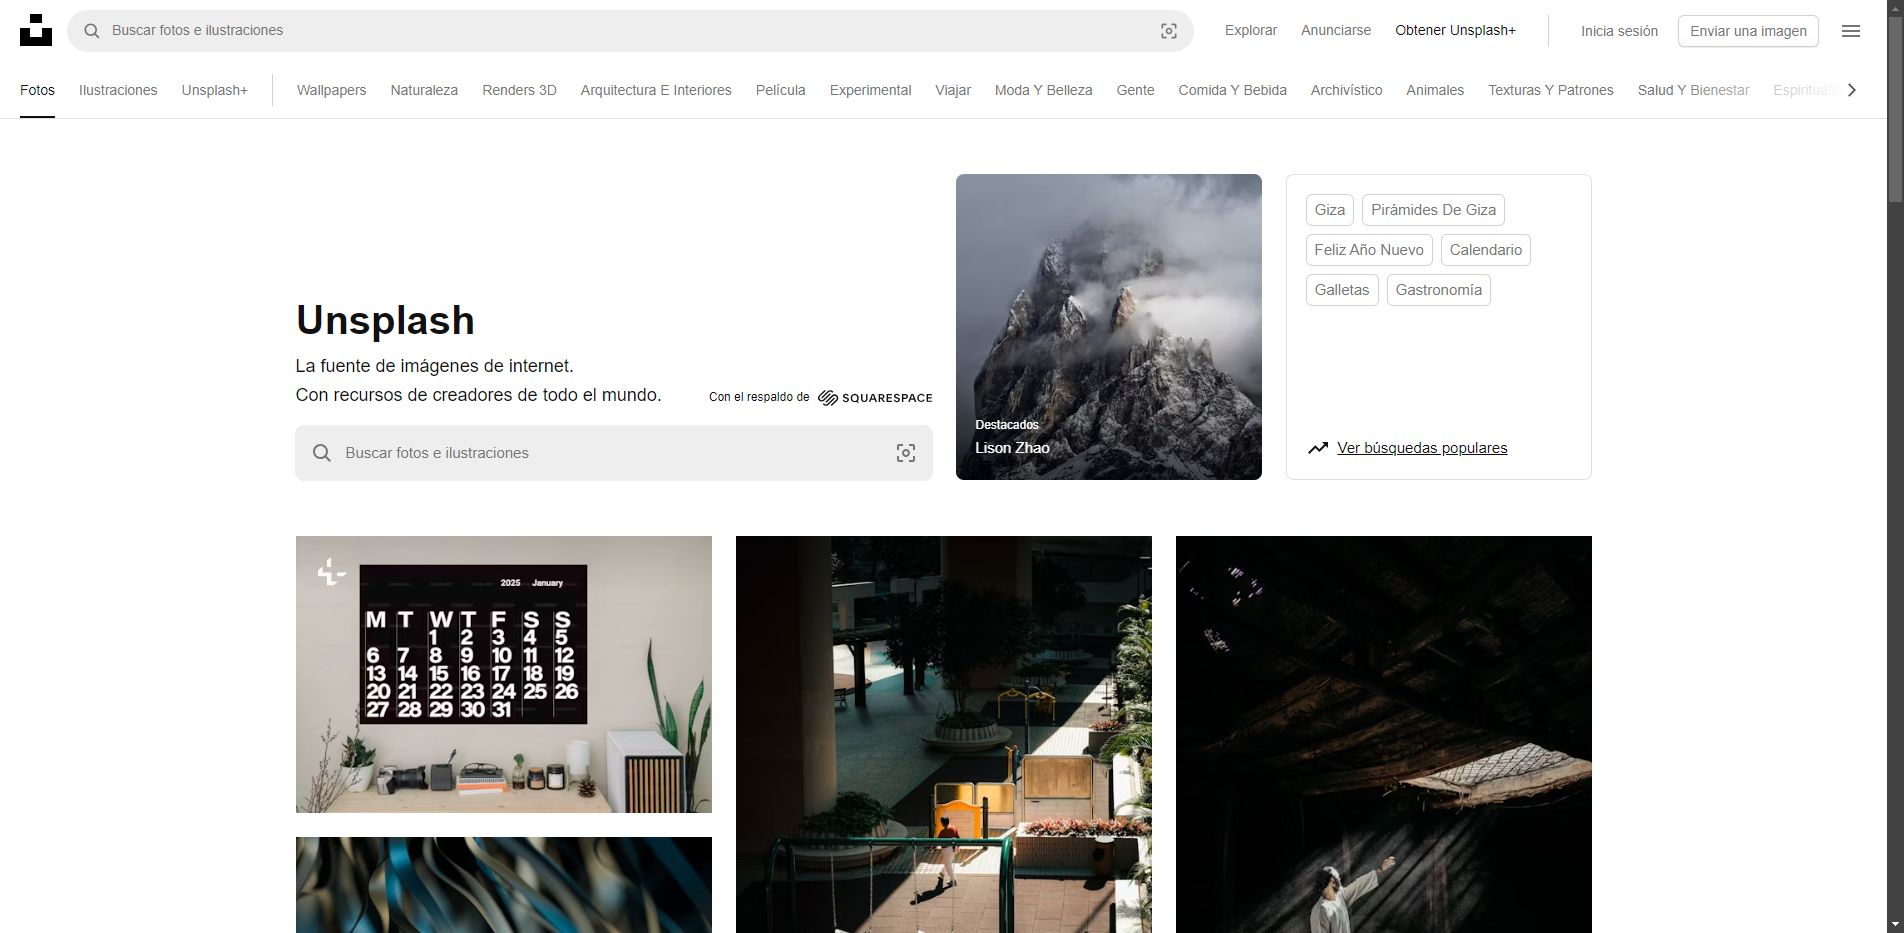 Buscar fotos e ilustraciones
Explorar
Anunciarse
Obtener Unsplash+
Inicia sesión
Enviar una imagen
Fotos
Ilustraciones
Unsplash+
Wallpapers
Naturaleza
Renders 3D
Arquitectura E Interiores
Película
Experimental
Viajar
Moda Y Belleza
Gente
Comida Y Bebida
Archivístico
Animales
Texturas Y Patrones
Salud Y Bienestar
Unsplash
La fuente de imágenes de internet.
Con recursos de creadores de todo el mundo.
Con el respaldo de SQUARESPACE
Buscar fotos e ilustraciones
Destacados
Lison Zhao
Giza
Pirámides De Giza
Feliz Año Nuevo
Calendario
Galletas
Gastronomía
Ver búsquedas populares
2025 January
M T W T F S S
1 2 3 4 5
6 7 8 9 10 11 12
13 14 15 16 17 18 19
20 21 22 23 24 25 26
27 28 29 30 31